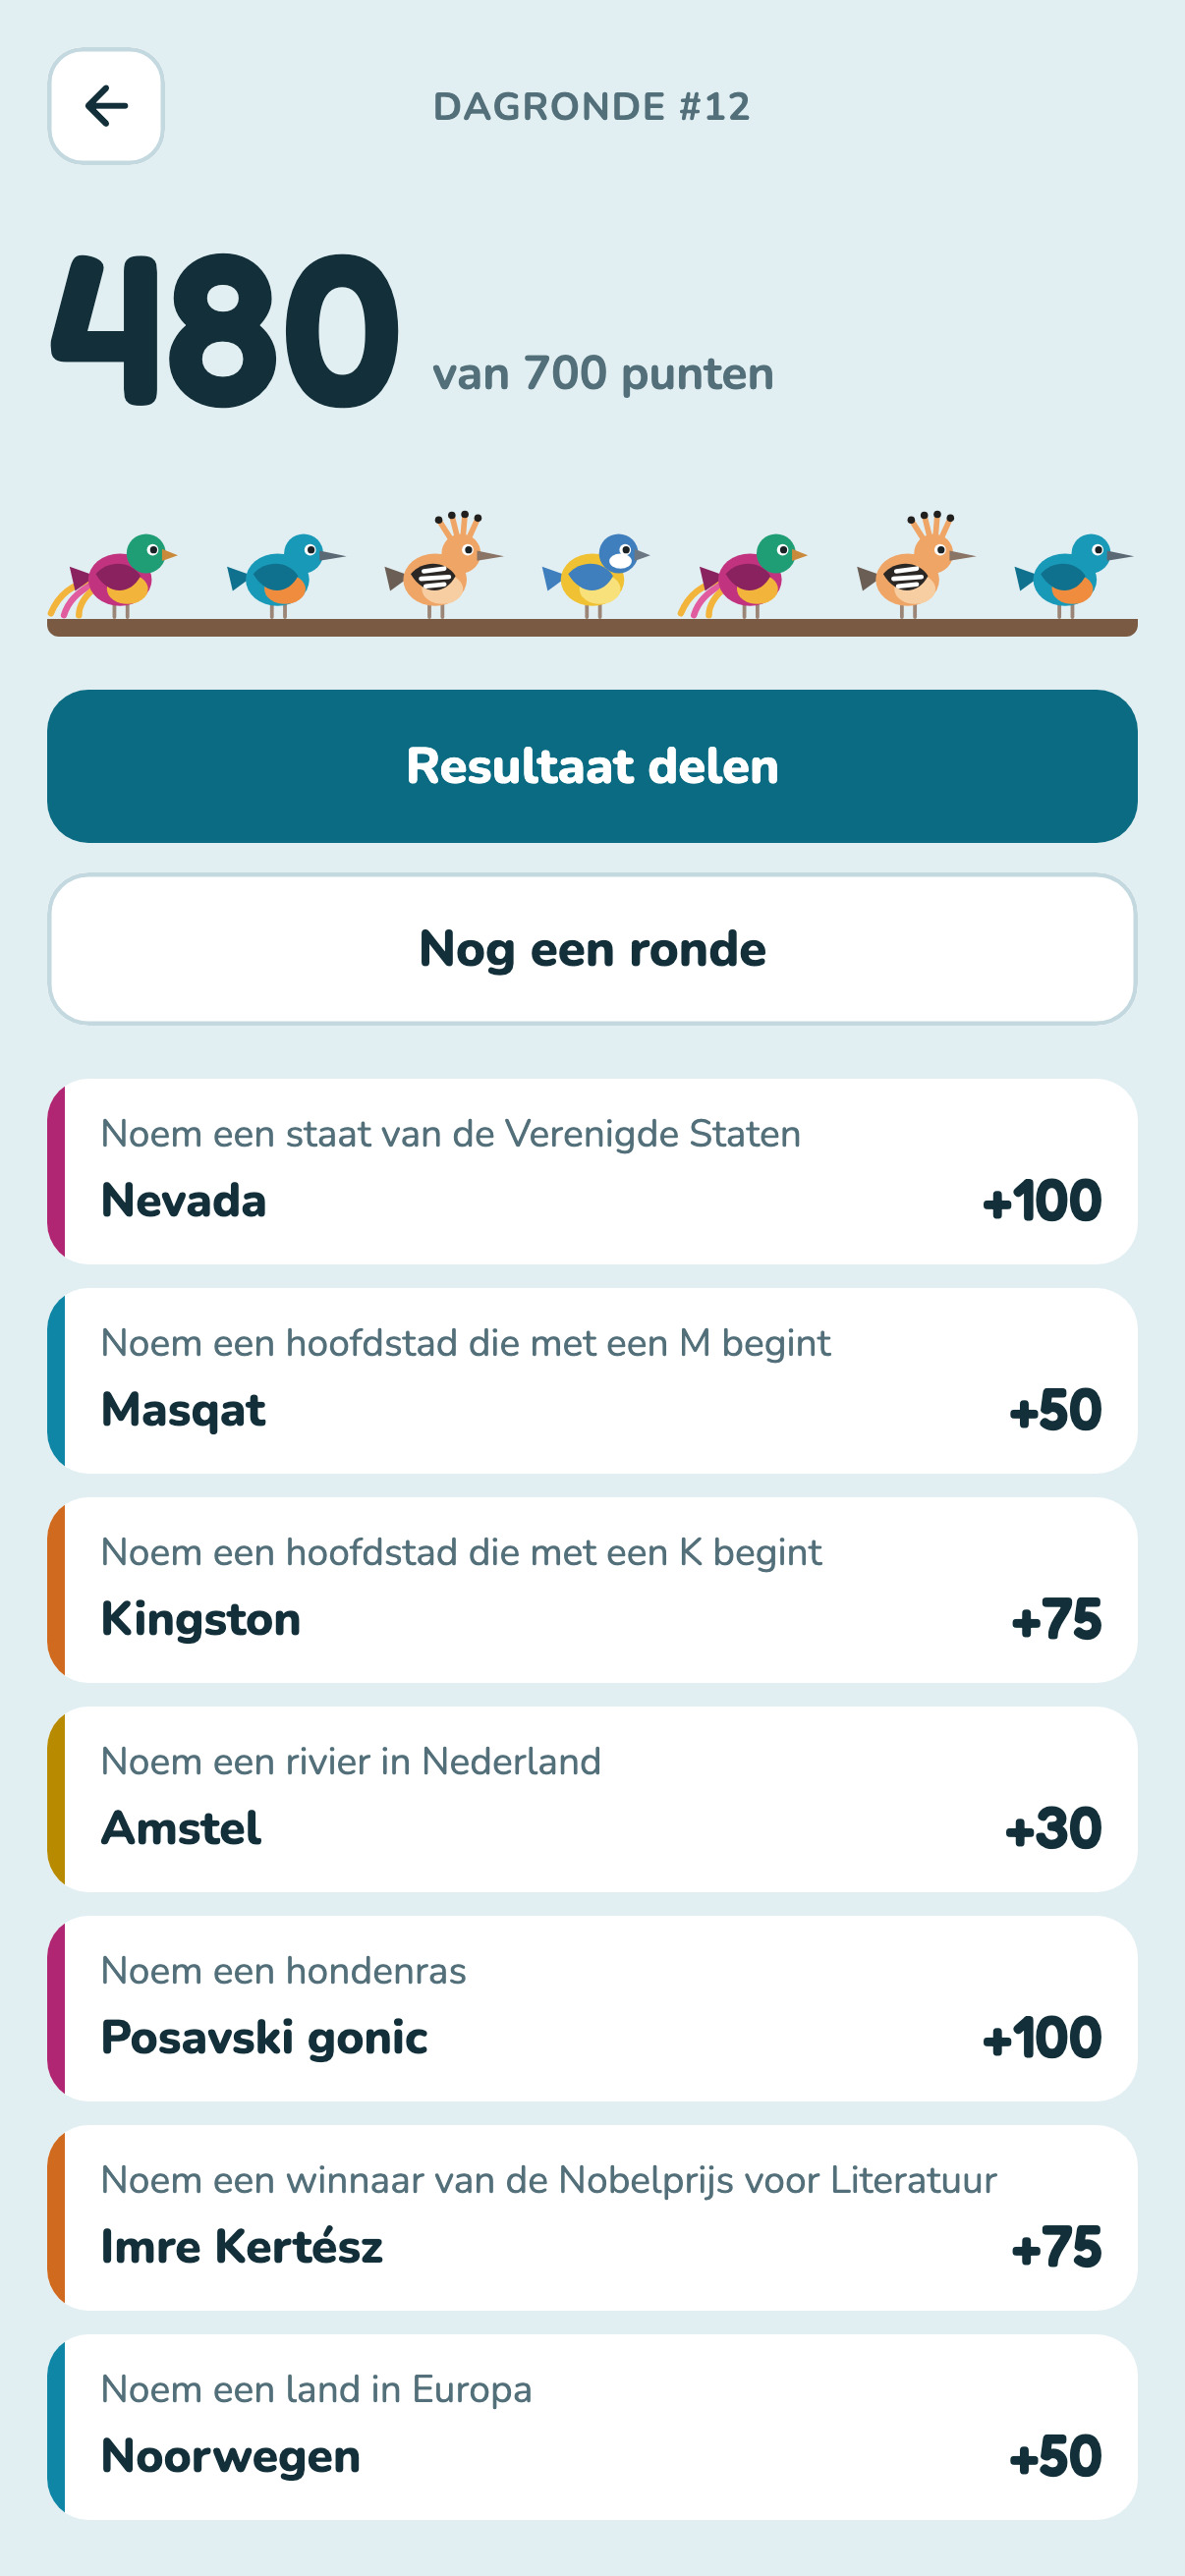 DAGRONDE #12
480 van 700 punten
Resultaat delen
Nog een ronde
Noem een staat van de Verenigde Staten
Nevada +100
Noem een hoofdstad die met een M begint
Masqat +50
Noem een hoofdstad die met een K begint
Kingston +75
Noem een rivier in Nederland
Amstel +30
Noem een hondenras
Posavski gonic +100
Noem een winnaar van de Nobelprijs voor Literatuur
Imre Kertész +75
Noem een land in Europa
Noorwegen +50